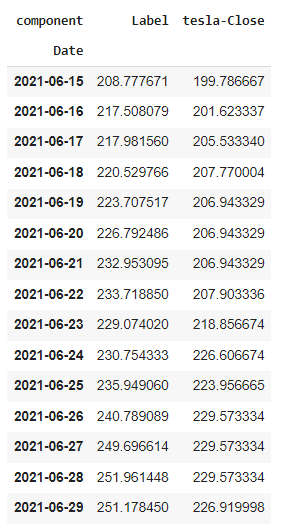 component Label tesla-Close
Date
2021-06-15 208.777671 199.786667
2021-06-16 217.508079 201.623337
2021-06-17 217.981560 205.533340
2021-06-18 220.529766 207.770004
2021-06-19 223.707517 206.943329
2021-06-20 226.792486 206.943329
2021-06-21 232.953095 206.943329
2021-06-22 233.718850 207.903336
2021-06-23 229.074020 218.856674
2021-06-24 230.754333 226.606674
2021-06-25 235.949060 223.956665
2021-06-26 240.789089 229.573334
2021-06-27 249.696614 229.573334
2021-06-28 251.961448 229.573334
2021-06-29 251.178450 226.919998